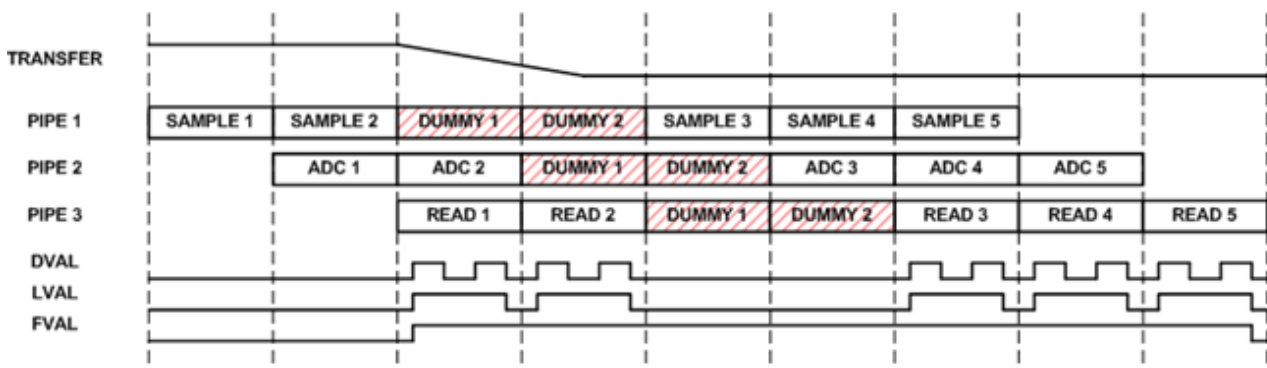 TRANSFER
PIPE 1 SAMPLE 1 SAMPLE 2 DUMMY 1 DUMMY 2 SAMPLE 3 SAMPLE 4 SAMPLE 5
PIPE 2 ADC 1 ADC 2 DUMMY 1 DUMMY 2 ADC 3 ADC 4 ADC 5
PIPE 3 READ 1 READ 2 DUMMY 1 DUMMY 2 READ 3 READ 4 READ 5
DVAL
LVAL
FVAL